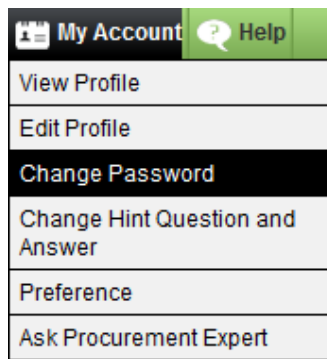 My Account Help
View Profile
Edit Profile
Change Password
Change Hint Question and
Answer
Preference
Ask Procurement Expert